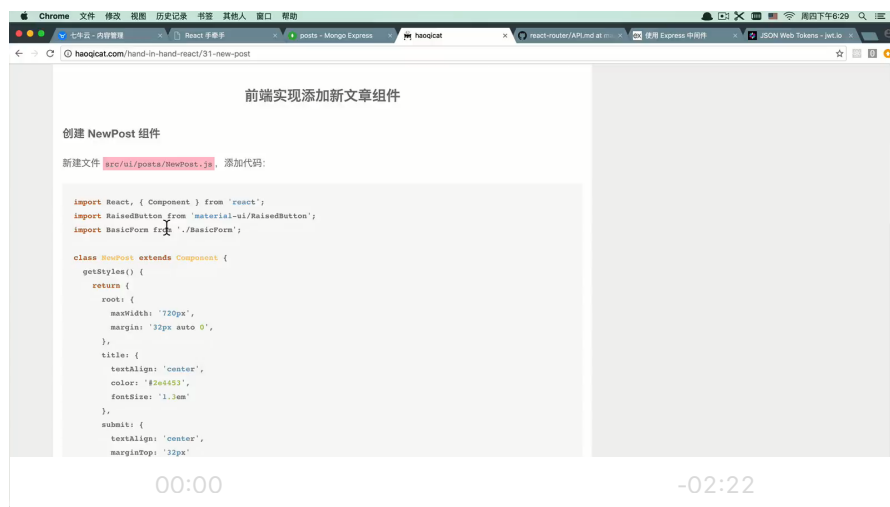 Chrome 文件 修改 视图 历史记录 书签 其他人 窗口 帮助 周四下午6:29
七牛云 - 内容管理 React 手牵手 posts - Mongo Express haoqicat react-router/API.md at 使用 Express 中间件 JSON Web Tokens - jwt.io
haoqicat.com/hand-in-hand-react/31-new-post
前端实现添加新文章组件
创建 NewPost 组件
新建文件 src/ui/posts/NewPost.js，添加代码：
import React, { Component } from 'react';
import RaisedButton from 'material-ui/RaisedButton';
import BasicForm from './BasicForm';
class NewPost extends Component {
getStyles() {
return {
root: {
maxWidth: '720px',
margin: '32px auto 0',
},
title: {
textAlign: 'center',
color: '#2e4453',
fontSize: '1.3em'
},
submit: {
textAlign: 'center',
marginTop: '32px'
00:00 -02:22